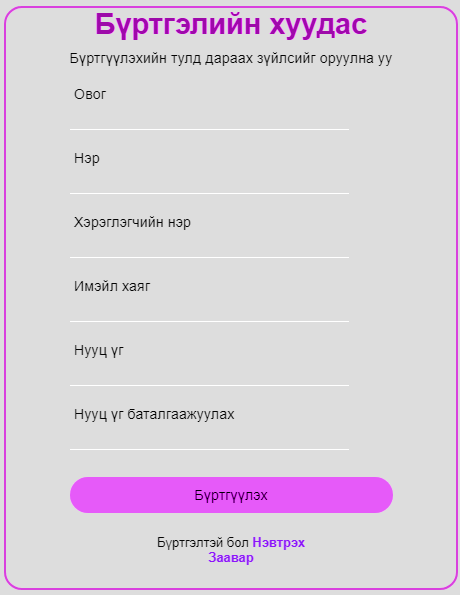 Бүртгэлийн хуудас
Бүртгүүлэхийн тулд дараах зүйлсийг оруулна уу
Овог
Нэр
Хэрэглэгчийн нэр
Имэйл хаяг
Нууц үг
Нууц үг баталгаажуулах
Бүртгүүлэх
Бүртгэлтэй бол Нэвтрэх
Заавар